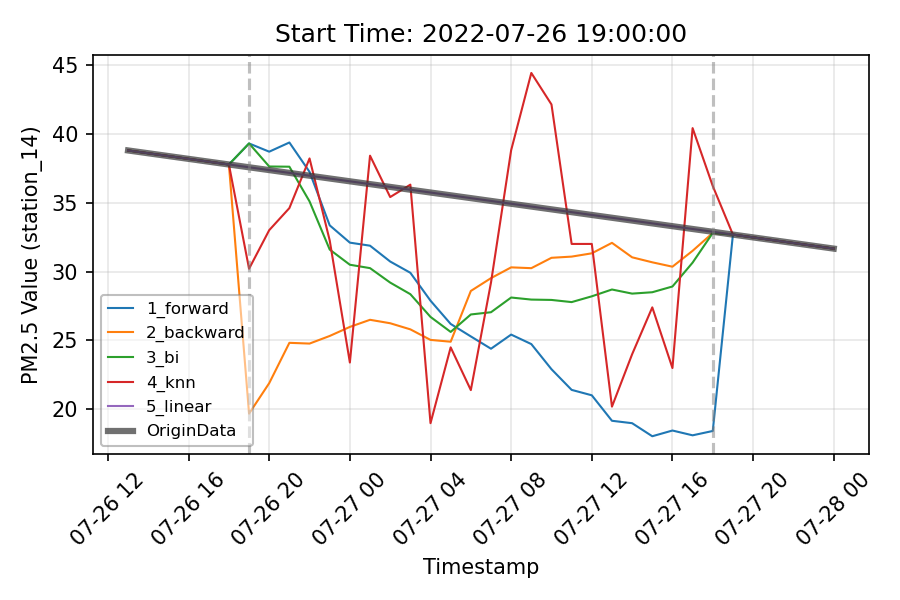 Start Time: 2022-07-26 19:00:00
PM2.5 Value (station_14)
45
40
35
30
25
20
1_forward
2_backward
3_bi
4_knn
5_linear
OriginData
07-26 12
07-26 16
07-26 20
07-27 00
07-27 04
07-27 08
07-27 12
07-27 16
07-27 20
07-28 00
Timestamp